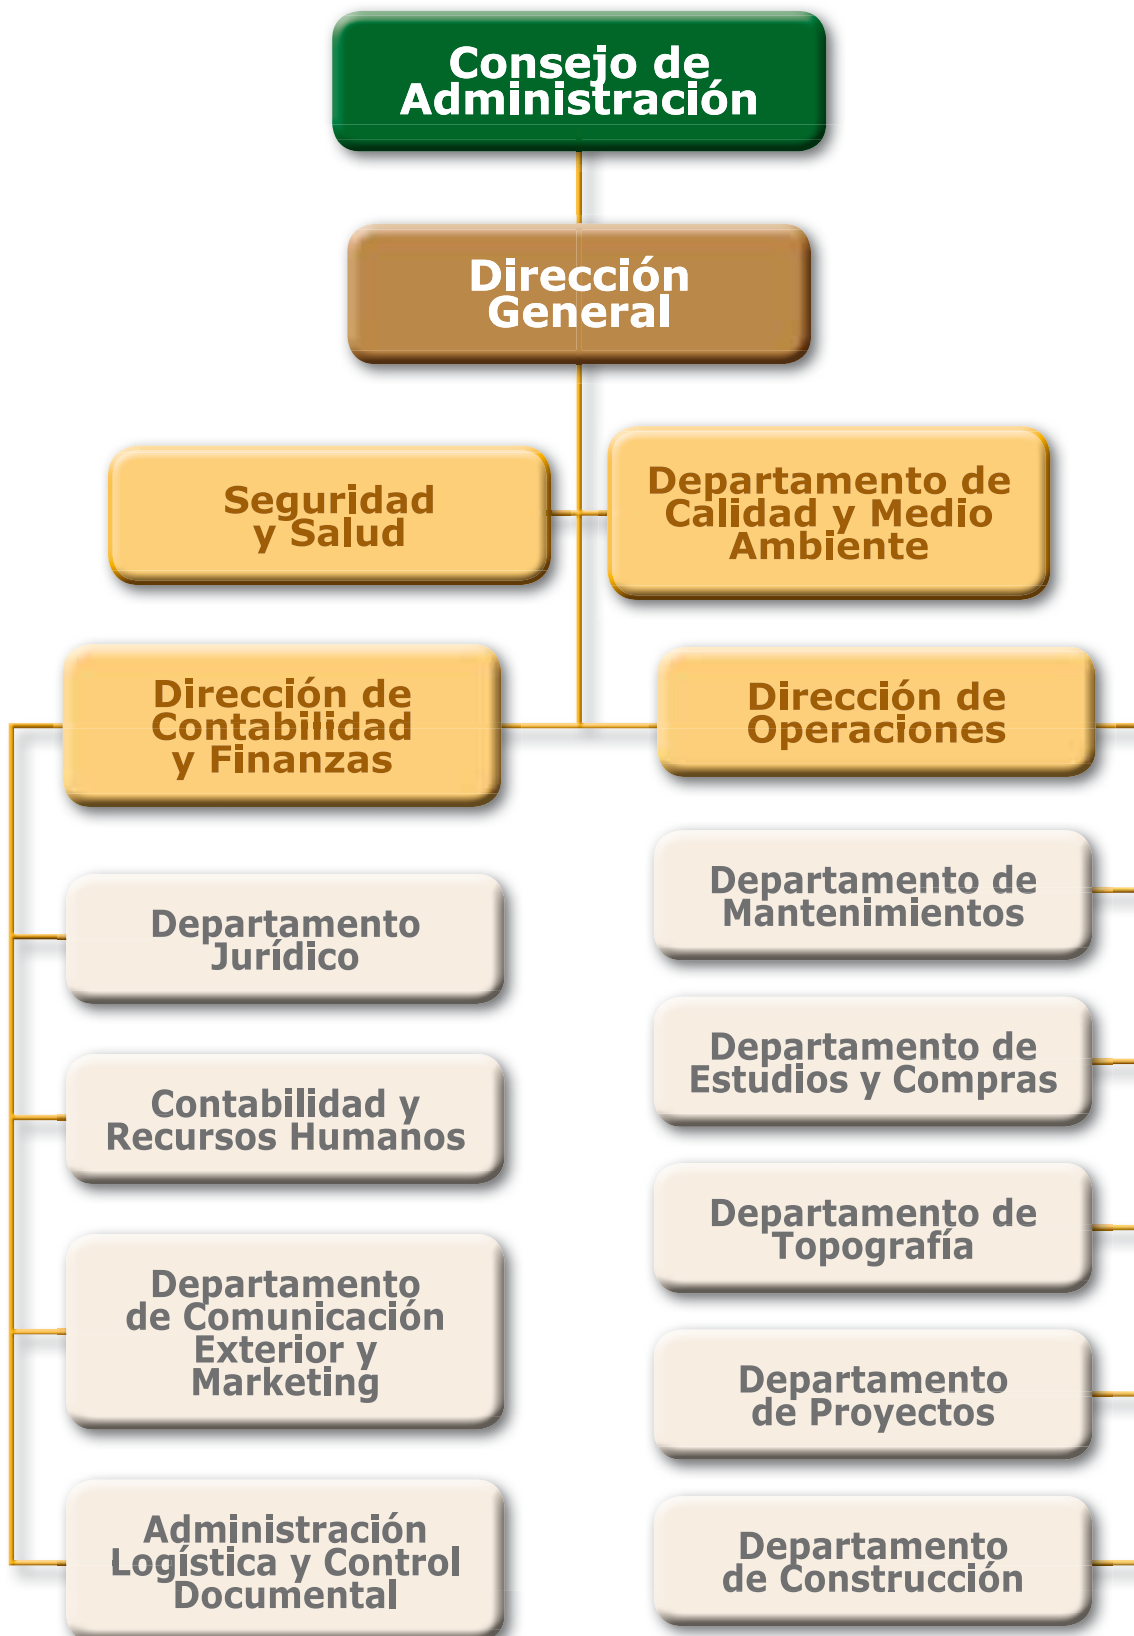 Consejo de
Administración
Dirección
General
Seguridad
y Salud
Departamento de
Calidad y Medio
Ambiente
Dirección de
Contabilidad
y Finanzas
Dirección de
Operaciones
Departamento
Jurídico
Contabilidad y
Recursos Humanos
Departamento
de Comunicación
Exterior y
Marketing
Administración
Logística y Control
Documental
Departamento de
Mantenimientos
Departamento de
Estudios y Compras
Departamento de
Topografía
Departamento
de Proyectos
Departamento
de Construcción